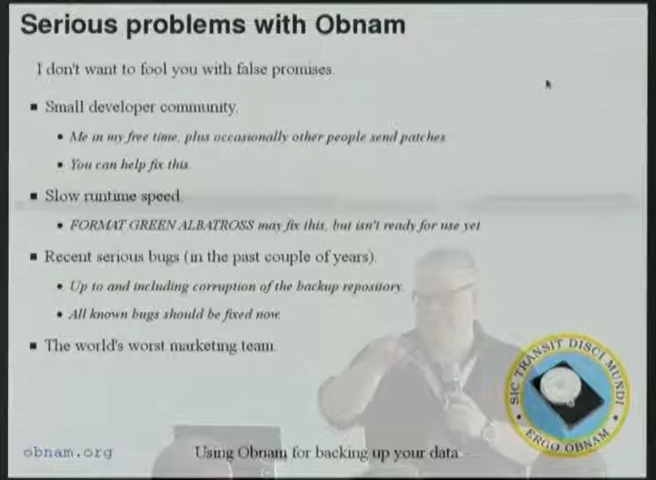 Serious problems with Obnam
I don't want to fool you with false promises.
Small developer community.
Me in my free time, plus occasionally other people send patches
You can help fix this.
Slow runtime speed
FORMAT GREEN ALBATROSS may fix this, but isn't ready for use yet
Recent serious bugs (in the past couple of years).
Up to and including corruption of the backup repository.
All known bugs should be fixed now.
The world's worst marketing team.
SIC TRANSIT DISCI MUNDI
ERGO OBNAM
obnam.org
Using Obnam for backing up your data